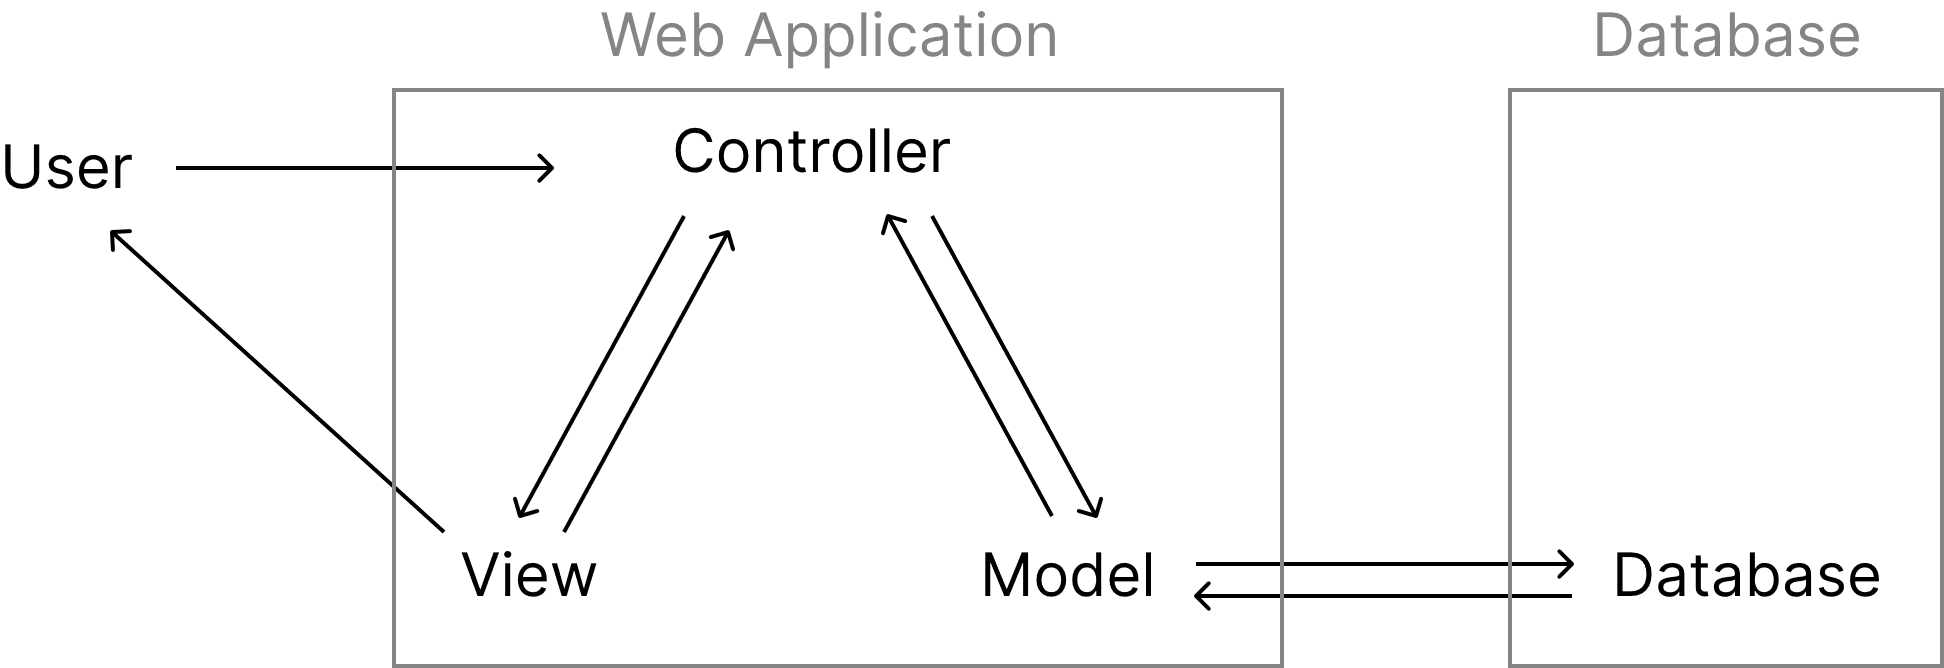 Web Application
Database
User
Controller
View
Model
Database